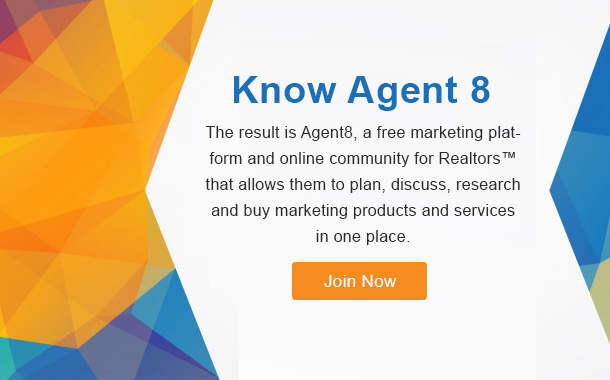 Know Agent 8
The result is Agent8, a free marketing plat-
form and online community for Realtors™
that allows them to plan, discuss, research
and buy marketing products and services
in one place.
Join Now